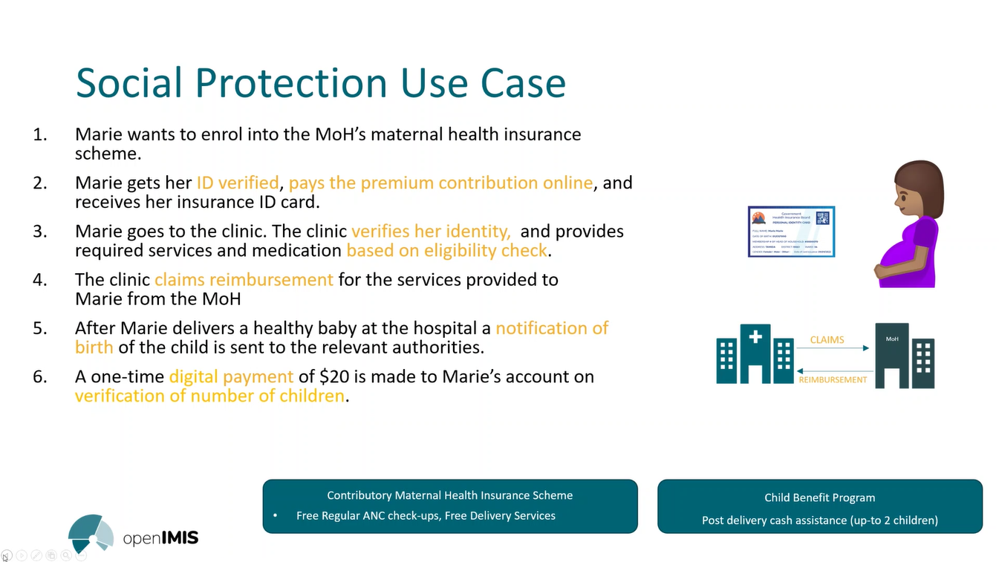 Social Protection Use Case
1. Marie wants to enrol into the MoH’s maternal health insurance
scheme.
2. Marie gets her ID verified, pays the premium contribution online, and
receives her insurance ID card.
3. Marie goes to the clinic. The clinic verifies her identity,  and provides
required services and medication based on eligibility check.
4. The clinic claims reimbursement for the services provided to
Marie from the MoH
5. After Marie delivers a healthy baby at the hospital a notification of
birth of the child is sent to the relevant authorities.
6. A one-time digital payment of $20 is made to Marie’s account on
verification of number of children.
Government
Health Insurance Board
PERSONAL IDENTITY CARD
FULL NAME
DATE OF BIRTH
CLAIMS
MoH
REIMBURSEMENT
Contributory Maternal Health Insurance Scheme
• Free Regular ANC check-ups, Free Delivery Services
Child Benefit Program
Post delivery cash assistance (up-to 2 children)
openIMIS